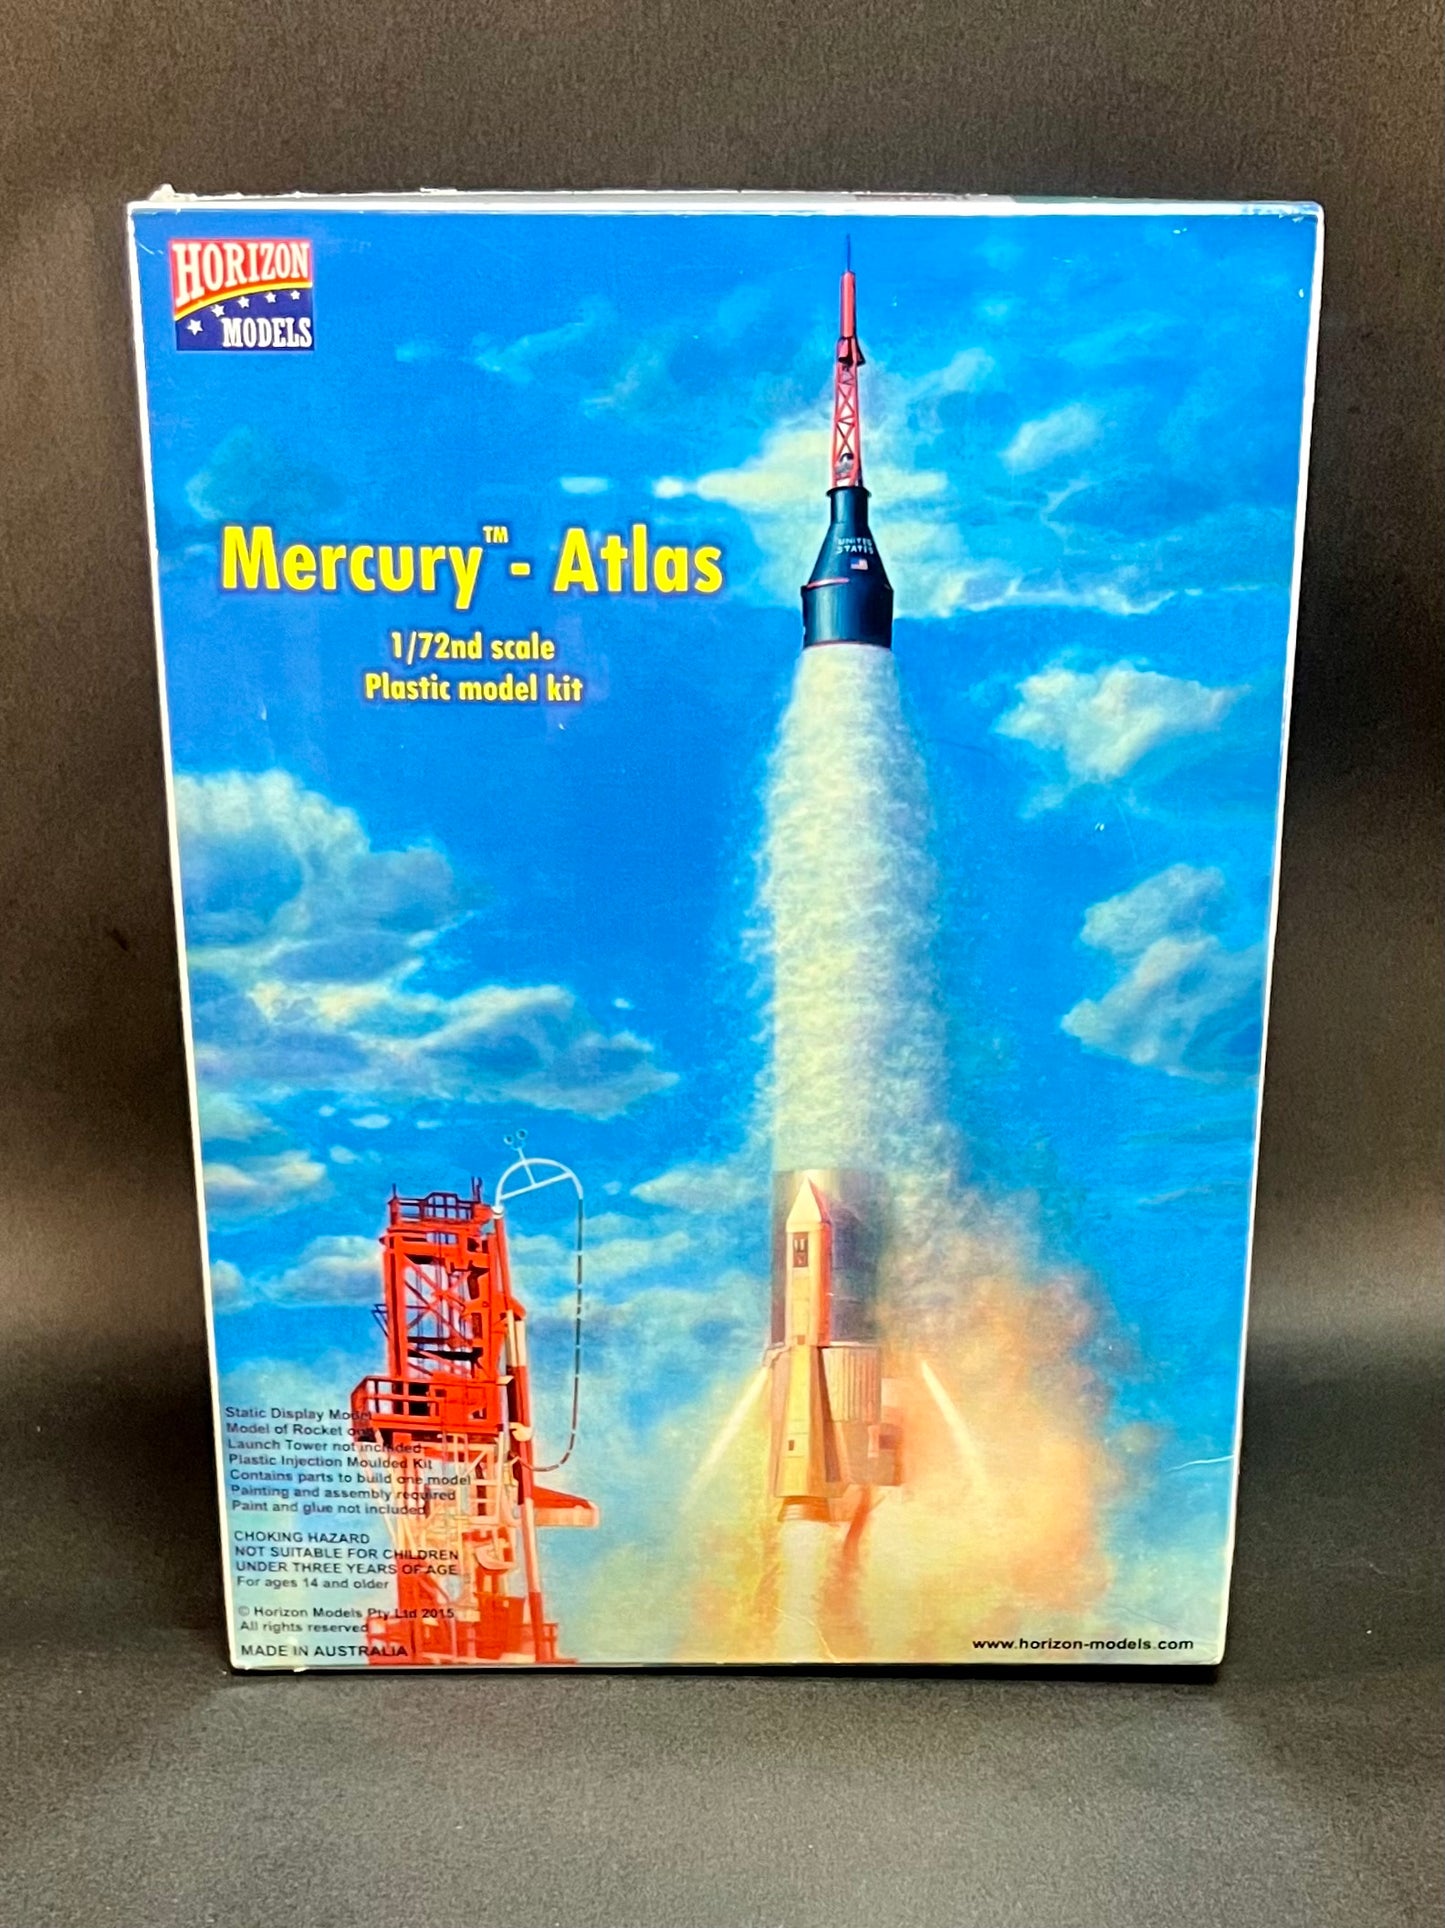 HORIZON
MODELS
Mercury™ - Atlas
1/72nd scale
Plastic model kit
UNITED
STATES
Static Display Model
Model of Rocket only
Launch Tower not included
Plastic Injection Moulded Kit
Contains parts to build one model
Painting and assembly required
Paint and glue not included
CHOKING HAZARD
NOT SUITABLE FOR CHILDREN
UNDER THREE YEARS OF AGE
For ages 14 and older
© Horizon Models Pty Ltd 2015
All rights reserved
MADE IN AUSTRALIA
www.horizon-models.com